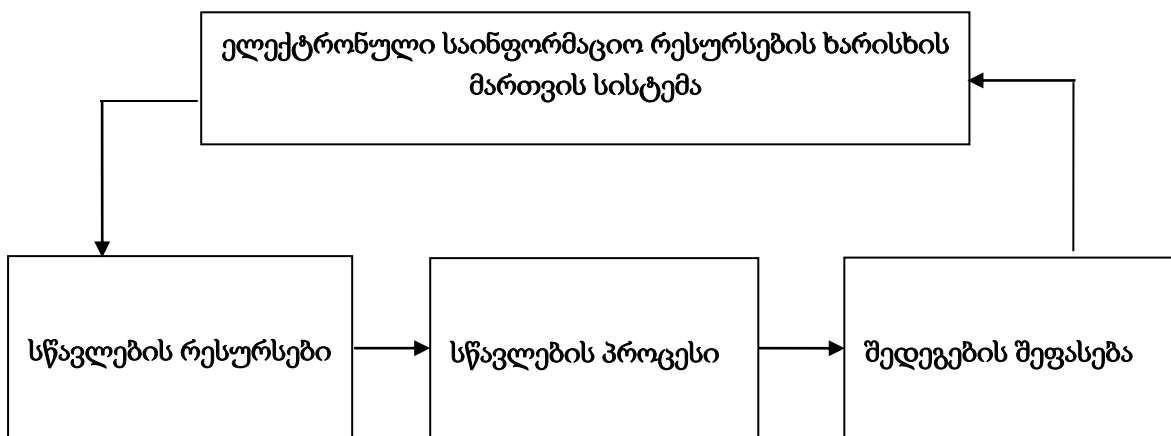 ელექტრონული საინფორმაციო რესურსების ხარისხის
მართვის სისტემა
სწავლების რესურსები
სწავლების პროცესი
შედეგების შეფასება